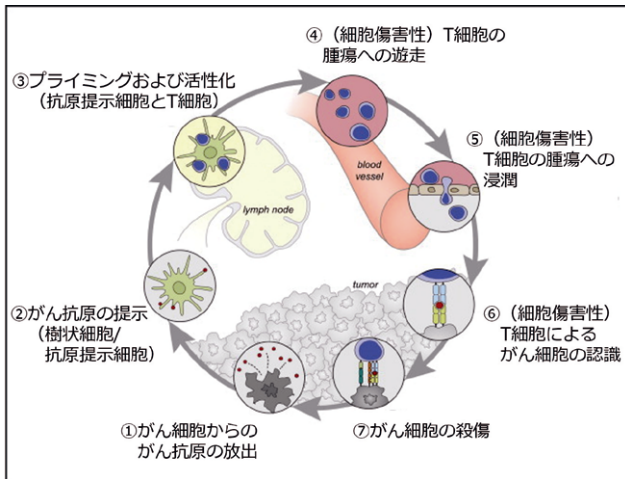 ④（細胞傷害性）T細胞の
腫瘍への遊走
③プライミングおよび活性化
（抗原提示細胞とT細胞）
⑤（細胞傷害性）
T細胞の腫瘍への
浸潤
blood
vessel
lymph node
tumor
②がん抗原の提示
（樹状細胞/
抗原提示細胞）
⑥（細胞傷害性）
T細胞による
がん細胞の認識
①がん細胞からの
がん抗原の放出
⑦がん細胞の殺傷